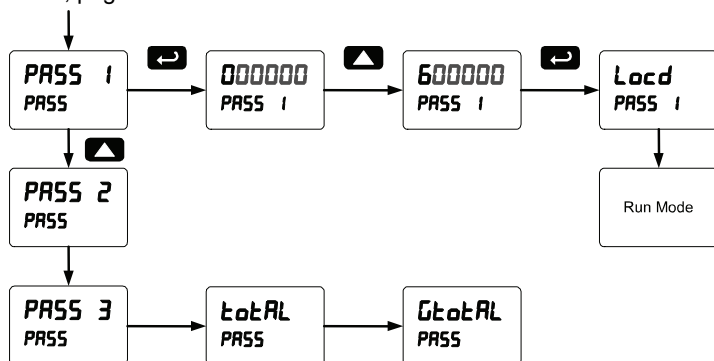 PASS 1
PASS
000000
PASS 1
600000
PASS 1
Locd
PASS 1
PASS 2
PASS
Run Mode
PASS 3
PASS
totAL
PASS
GtotAL
PASS